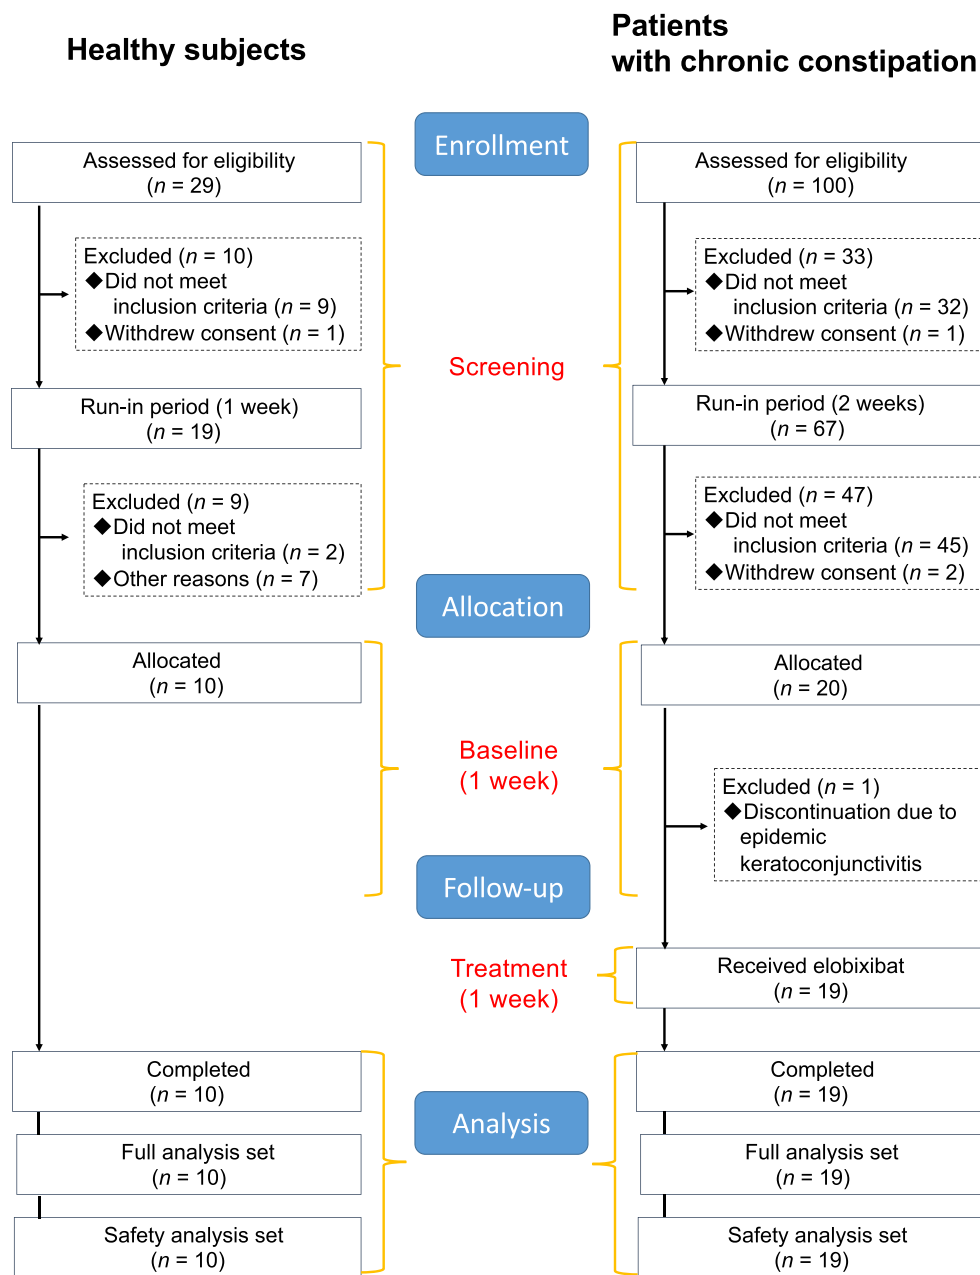 Healthy subjects
Patients
with chronic constipation
Enrollment
Assessed for eligibility
(n = 29)
Assessed for eligibility
(n = 100)
Excluded (n = 10)
◆Did not meet
inclusion criteria (n = 9)
◆Withdrew consent (n = 1)
Excluded (n = 33)
◆Did not meet
inclusion criteria (n = 32)
◆Withdrew consent (n = 1)
Screening
Run-in period (1 week)
(n = 19)
Run-in period (2 weeks)
(n = 67)
Excluded (n = 9)
◆Did not meet
inclusion criteria (n = 2)
◆Other reasons (n = 7)
Excluded (n = 47)
◆Did not meet
inclusion criteria (n = 45)
◆Withdrew consent (n = 2)
Allocation
Allocated
(n = 10)
Allocated
(n = 20)
Baseline
(1 week)
Excluded (n = 1)
◆Discontinuation due to
epidemic
keratoconjunctivitis
Follow-up
Treatment
(1 week)
Received elobixibat
(n = 19)
Completed
(n = 10)
Completed
(n = 19)
Analysis
Full analysis set
(n = 10)
Full analysis set
(n = 19)
Safety analysis set
(n = 10)
Safety analysis set
(n = 19)